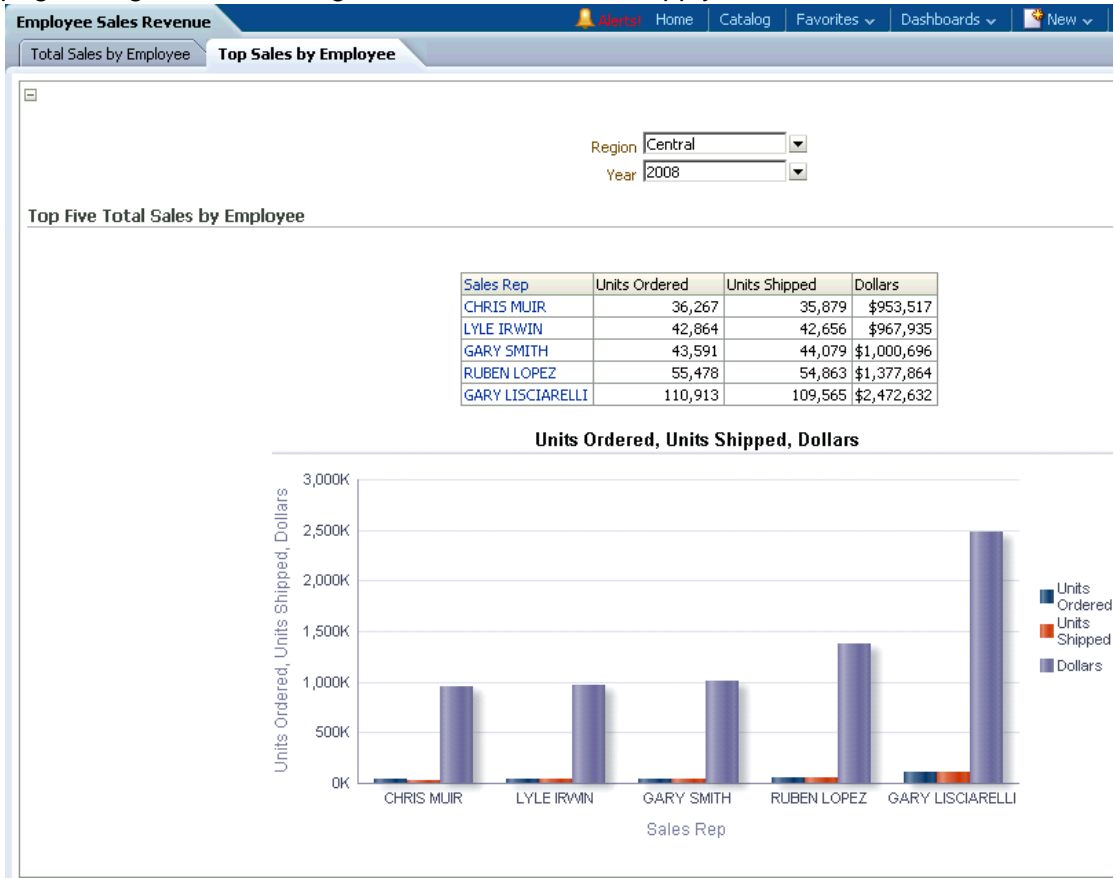 Employee Sales Revenue
Alerts! Home Catalog Favorites Dashboards New
Total Sales by Employee Top Sales by Employee
Region Central
Year 2008
Top Five Total Sales by Employee
Sales Rep Units Ordered Units Shipped Dollars
CHRIS MUIR 36,267 35,879 $953,517
LYLE IRWIN 42,864 42,656 $967,935
GARY SMITH 43,591 44,079 $1,000,696
RUBEN LOPEZ 55,478 54,863 $1,377,864
GARY LISCIARELLI 110,913 109,565 $2,472,632
Units Ordered, Units Shipped, Dollars
Units Ordered, Units Shipped, Dollars
3,000K
2,500K
2,000K
1,500K
1,000K
500K
0K
CHRIS MUIR LYLE IRWIN GARY SMITH RUBEN LOPEZ GARY LISCIARELLI
Sales Rep
Units
Ordered
Units
Shipped
Dollars